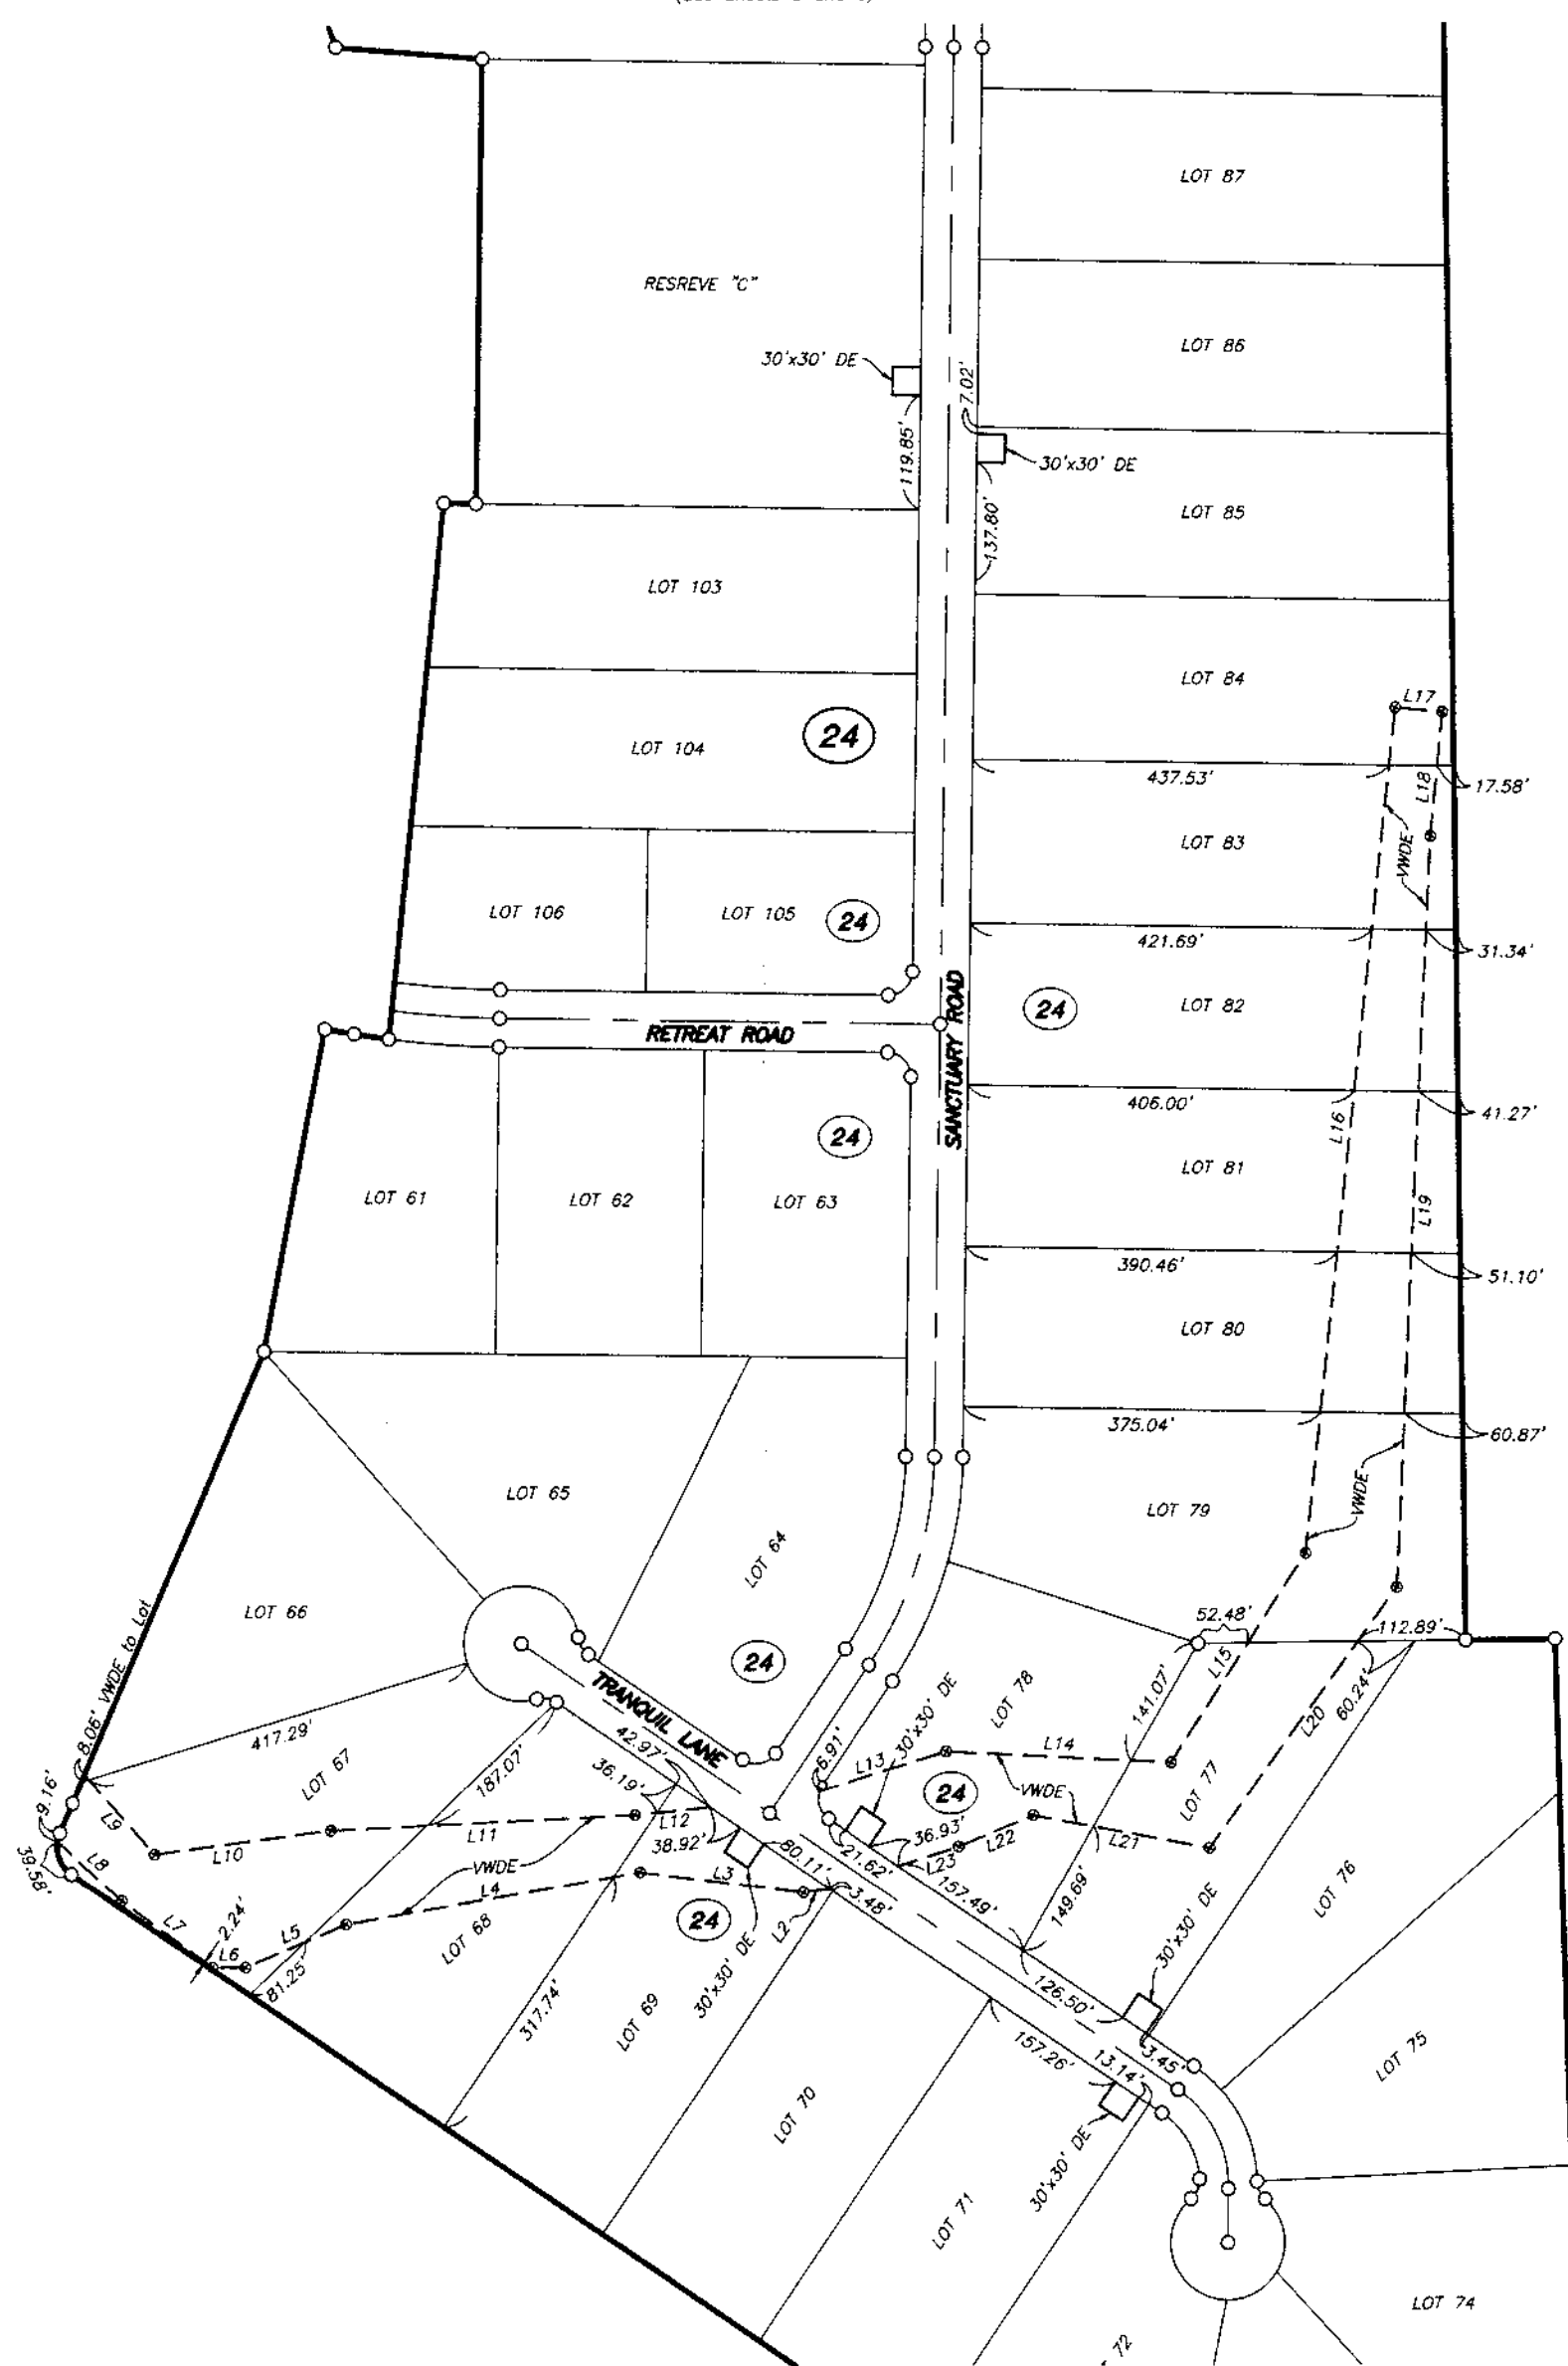 LOT 87
RESREVE "C"
LOT 86
30'x30' DE
7.02'
119.85'
30'x30' DE
137.80'
LOT 85
LOT 103
LOT 84
L17
LOT 104
24
437.53'
L18
17.58'
LOT 83
VWDE
LOT 106
LOT 105
24
421.69'
31.34'
SANCTUARY ROAD
24
LOT 82
RETREAT ROAD
406.00'
41.27'
24
L16
LOT 81
LOT 61
LOT 62
LOT 63
L19
390.46'
51.10'
LOT 80
375.04'
60.87'
LOT 65
VWDE
LOT 79
LOT 64
LOT 66
52.48'
112.89'
8.06' VWDE to Lot
24
TRANQUIL LANE
LOT 78
30'x30' DE
141.07'
L15
L20
60.24'
417.29'
LOT 67
187.07'
42.97'
36.19'
6.91'
L13
L14
VWDE
LOT 77
24
9.16'
L9
L10
L11
L12
38.92'
80.11'
21.62'
36.93'
L22
L21
L23
39.58'
L8
VWDE
L4
L3
3.48'
157.49'
149.69'
LOT 76
L7
2.24'
L5
L6
81.25'
LOT 68
24
L2
30'x30' DE
30'x30' DE
126.50'
317.74'
LOT 69
157.26'
13.14'
3.45'
LOT 75
LOT 70
30'x30' DE
LOT 71
LOT 74
72